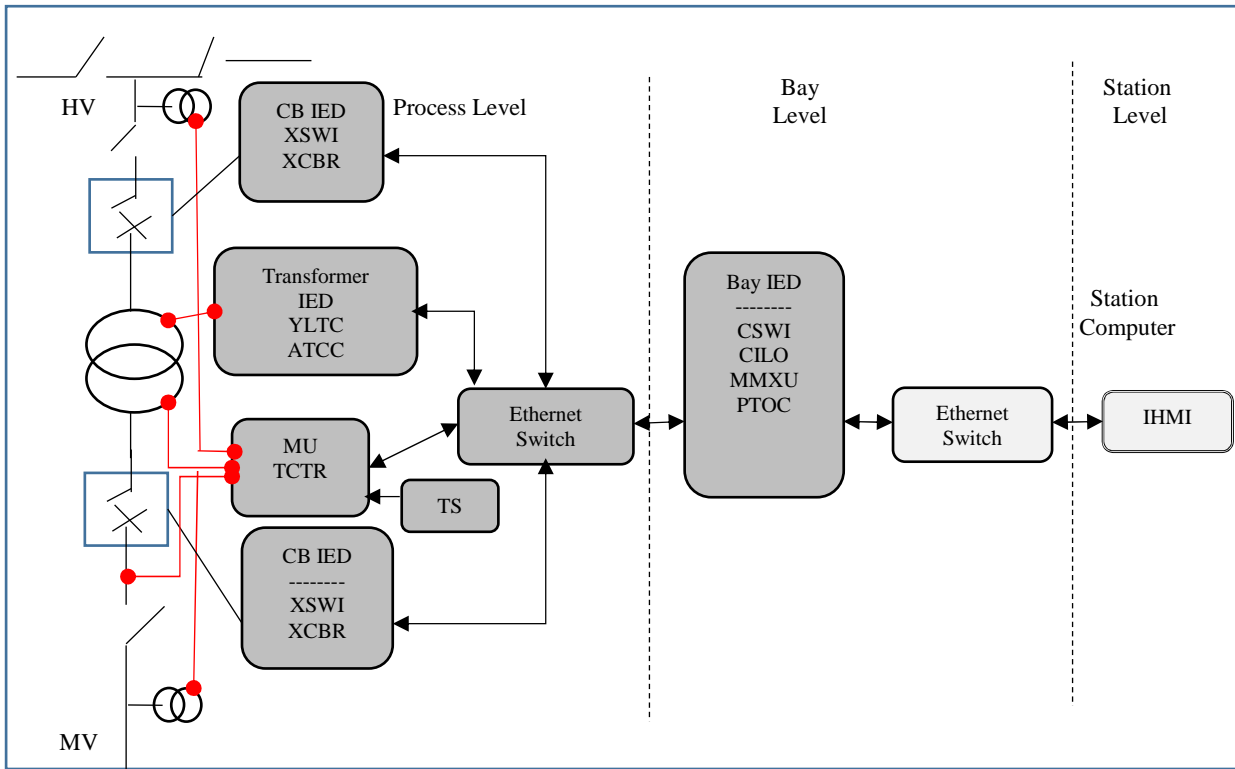 HV
CB IED
XSWI
XCBR
Process Level
Bay
Level
Station
Level
Transformer
IED
YLTC
ATCC
Bay IED
--------
CSWI
CILO
MMXU
PTOC
Station
Computer
Ethernet
Switch
Ethernet
Switch
IHMI
MU
TCTR
TS
CB IED
--------
XSWI
XCBR
MV